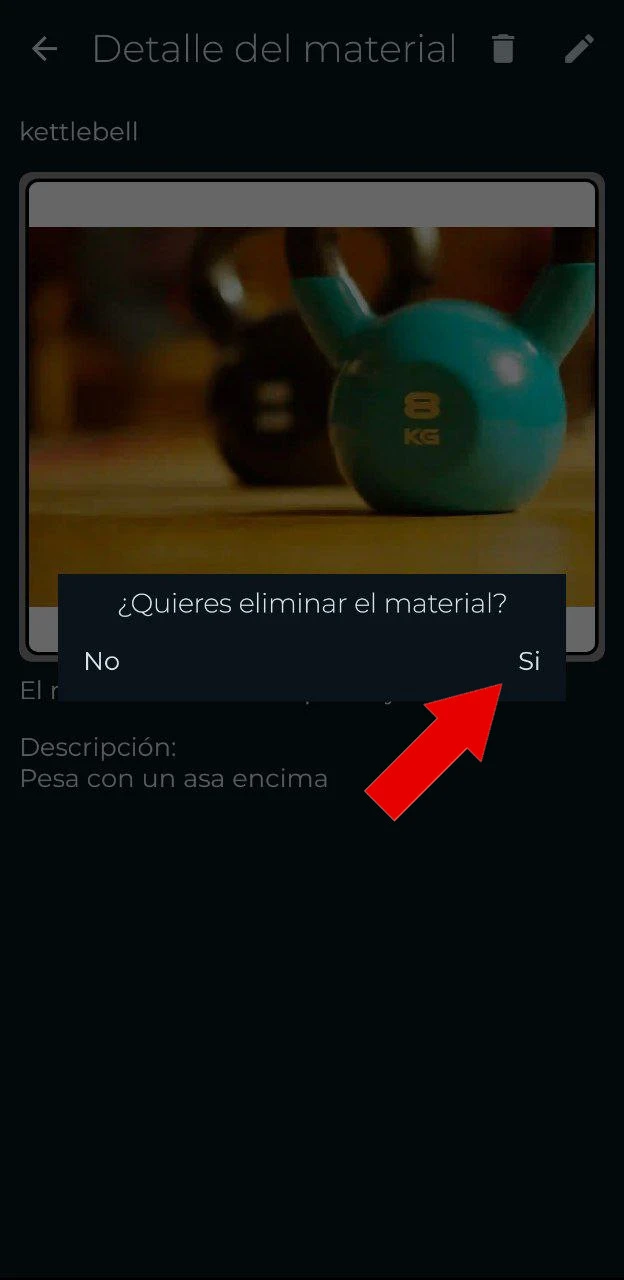 Detalle del material
kettlebell
8
KG
¿Quieres eliminar el material?
No Si
El
Descripción:
Pesa con un asa encima